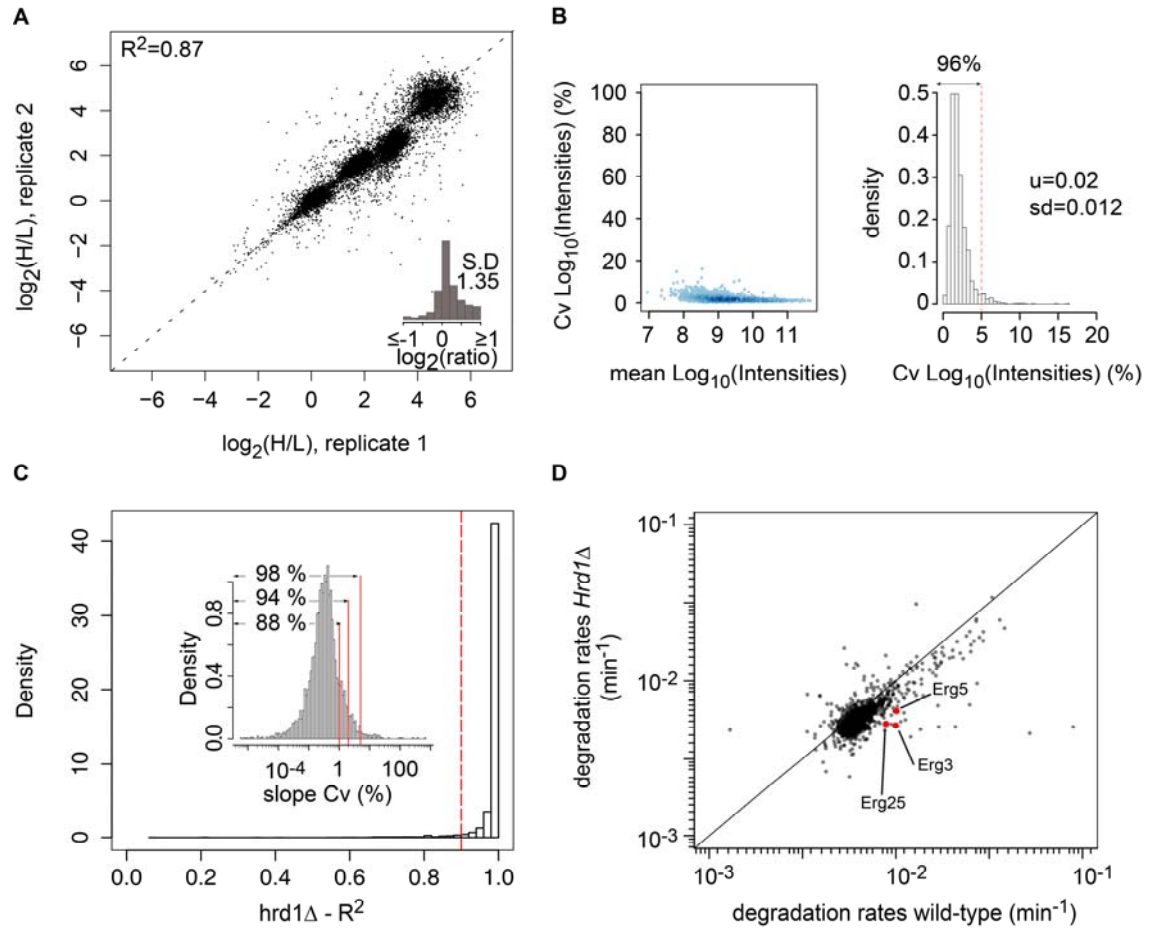 A
R²=0.87
log₂(H/L), replicate 2
6
4
2
0
−2
−4
−6
S.D
1.35
≤-1 0 ≥1
log₂(ratio)
−6 −4 −2 0 2 4 6
log₂(H/L), replicate 1
B
Cv Log₁₀(Intensities) (%)
100
80
60
40
20
0
7 8 9 10 11
mean Log₁₀(Intensities)
96%
density
0.5
0.4
0.3
0.2
0.1
0
u=0.02
sd=0.012
0 5 10 15 20
Cv Log₁₀(Intensities) (%)
C
Density
40
30
20
10
0
98 %
94 %
88 %
Density
0.8
0.4
0.0
10⁻⁴ 1 100
slope Cv (%)
0.0 0.2 0.4 0.6 0.8 1.0
hrd1Δ - R²
D
degradation rates Hrd1Δ
(min⁻¹)
10⁻¹
10⁻²
10⁻³
Erg5
Erg3
Erg25
10⁻³ 10⁻² 10⁻¹
degradation rates wild-type (min⁻¹)